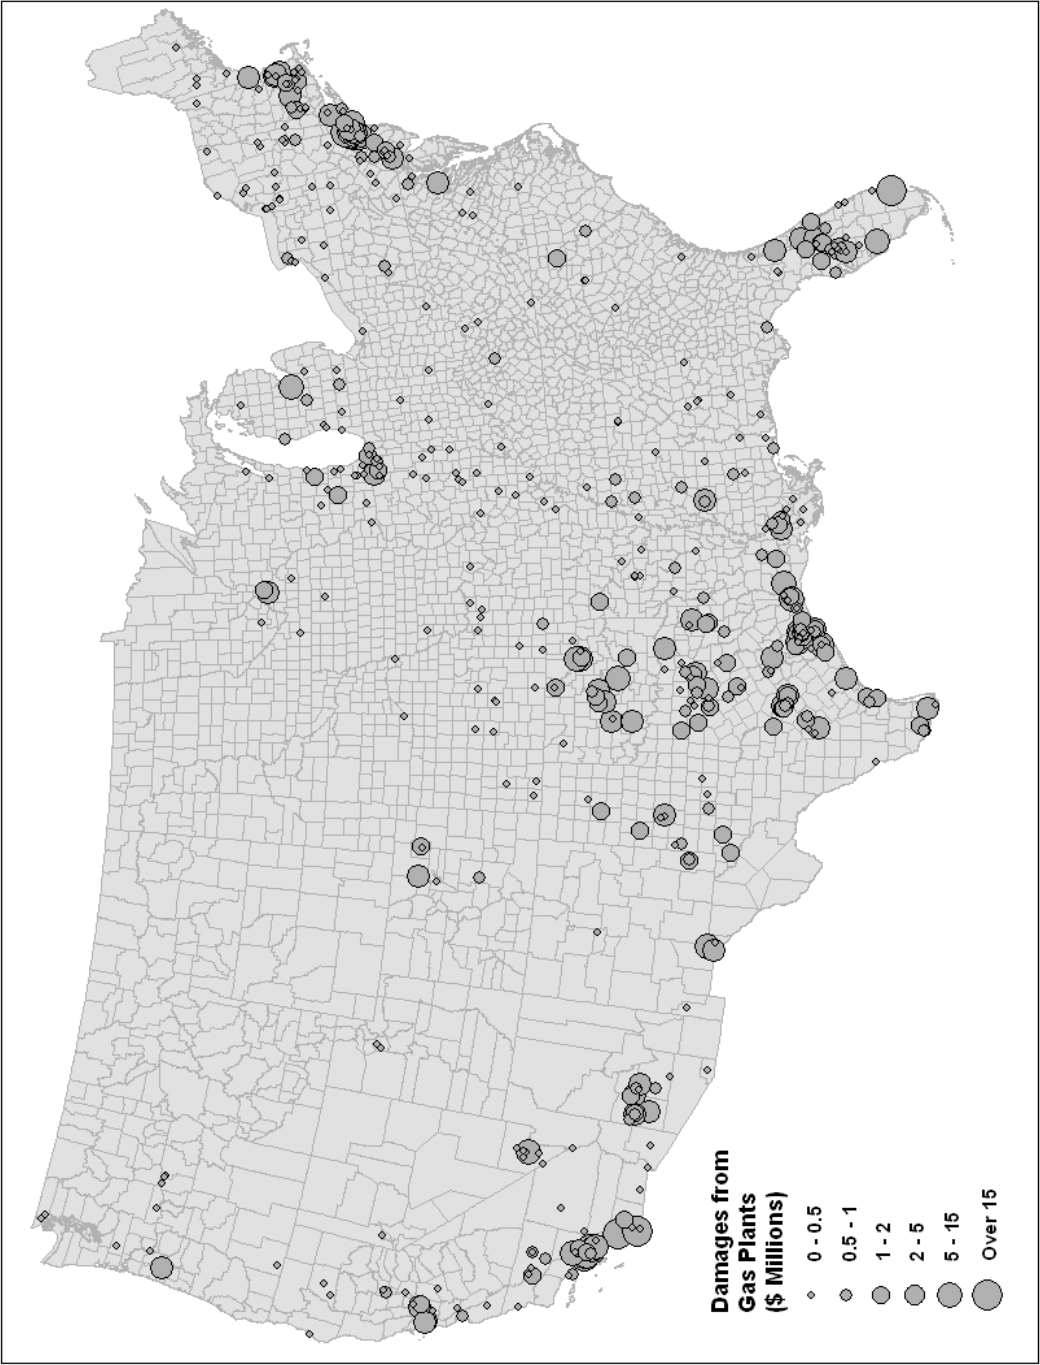 Damages from
Gas Plants
($ Millions)
0 - 0.5
0.5 - 1
1 - 2
2 - 5
5 - 15
Over 15